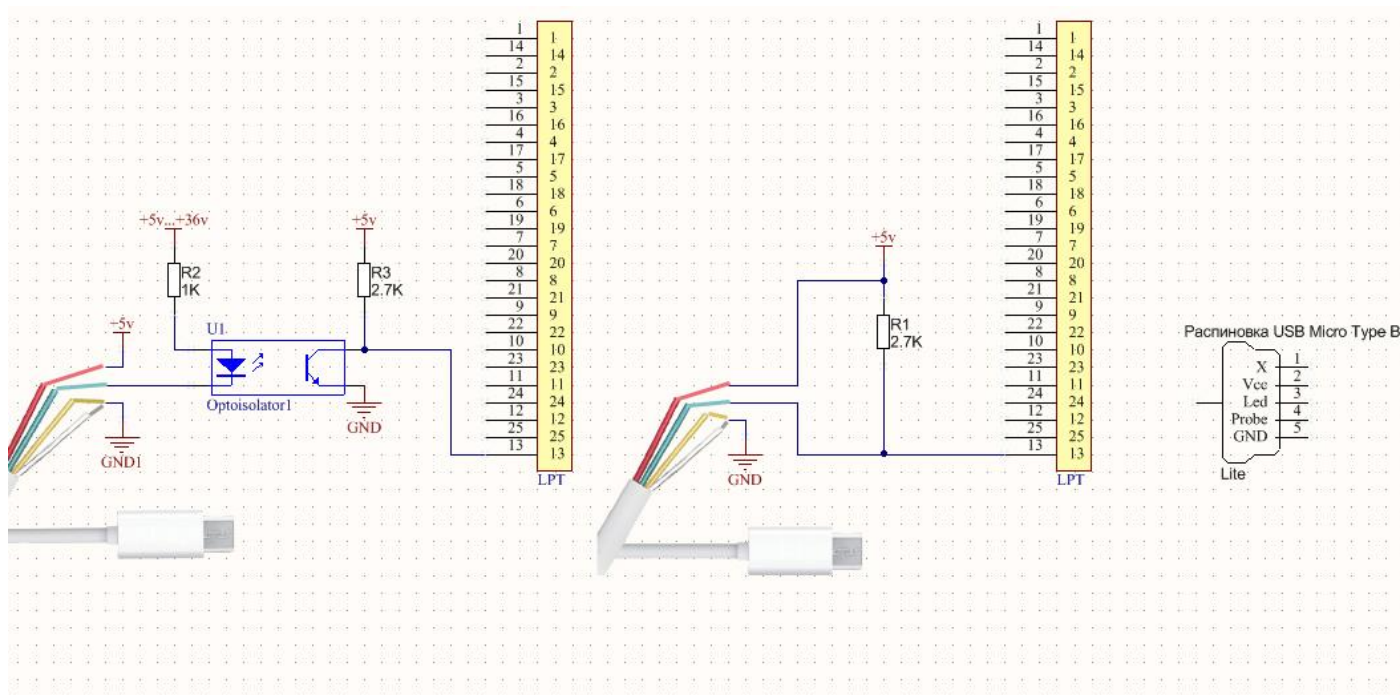 1 1
14 14
2 2
15 15
3 3
16 16
4 4
17 17
5 5
18 18
6 6
19 19
7 7
20 20
8 8
21 21
9 9
22 22
10 10
23 23
11 11
24 24
12 12
25 25
13 13
LPT
+5v...+36v
R2
1K
+5v
R3
2.7K
+5v
U1
Optoisolator1
GND
GND1
1 1
14 14
2 2
15 15
3 3
16 16
4 4
17 17
5 5
18 18
6 6
19 19
7 7
20 20
8 8
21 21
9 9
22 22
10 10
23 23
11 11
24 24
12 12
25 25
13 13
LPT
+5v
R1
2.7K
GND
Распиновка USB Micro Type B
X 1
Vcc 2
Led 3
Probe 4
GND 5
Lite